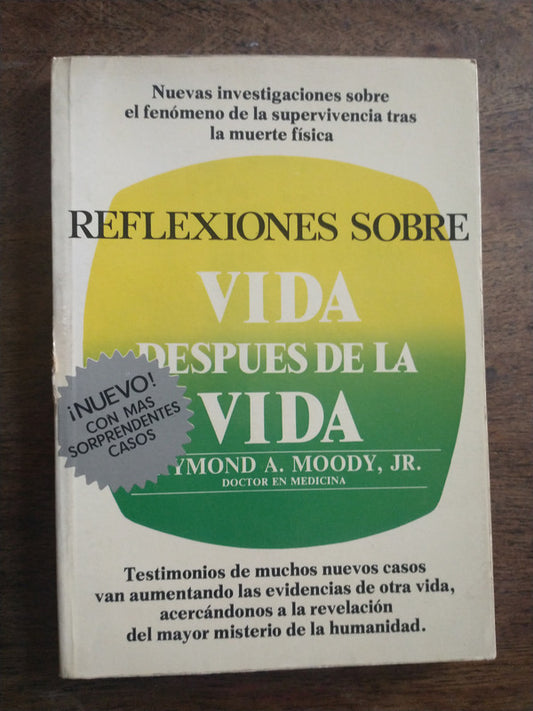 Nuevas investigaciones sobre
el fenómeno de la supervivencia tras
la muerte física
REFLEXIONES SOBRE
VIDA
DESPUES DE LA
VIDA
¡NUEVO!
CON MAS
SORPRENDENTES
CASOS
YMOND A. MOODY, JR.
DOCTOR EN MEDICINA
Testimonios de muchos nuevos casos
van aumentando las evidencias de otra vida,
acercándonos a la revelación
del mayor misterio de la humanidad.